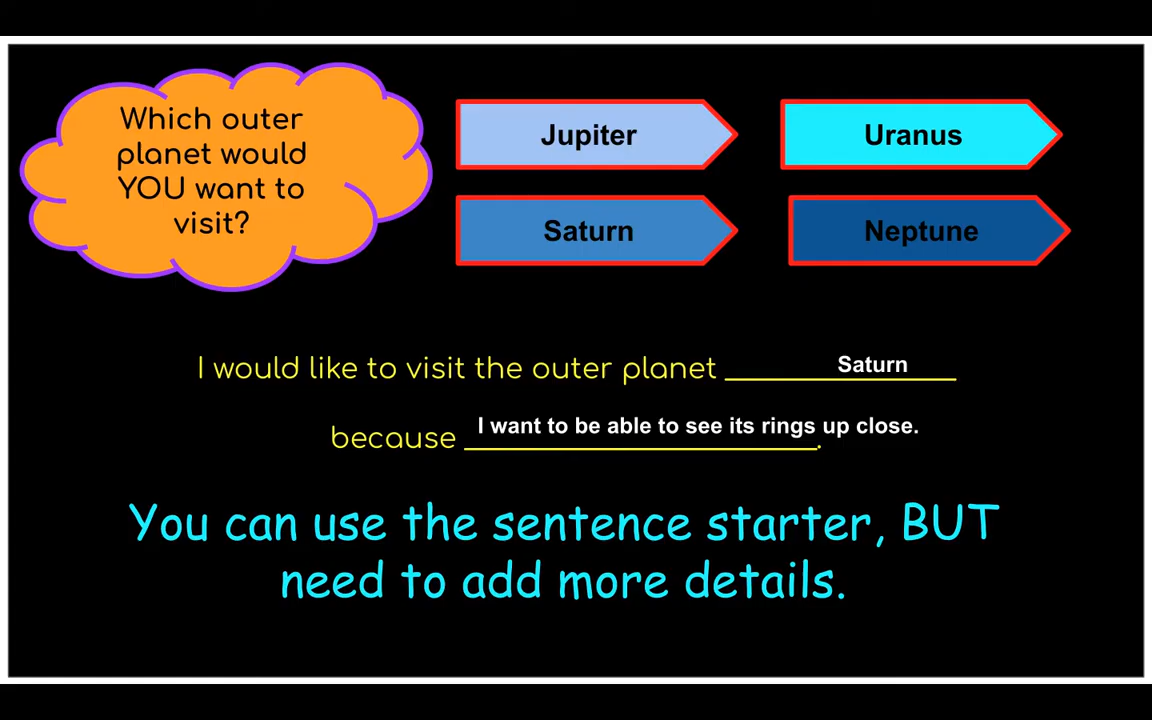 Which outer
planet would
YOU want to
visit?
Jupiter
Uranus
Saturn
Neptune
I would like to visit the outer planet Saturn
because I want to be able to see its rings up close.
.
You can use the sentence starter, BUT
need to add more details.